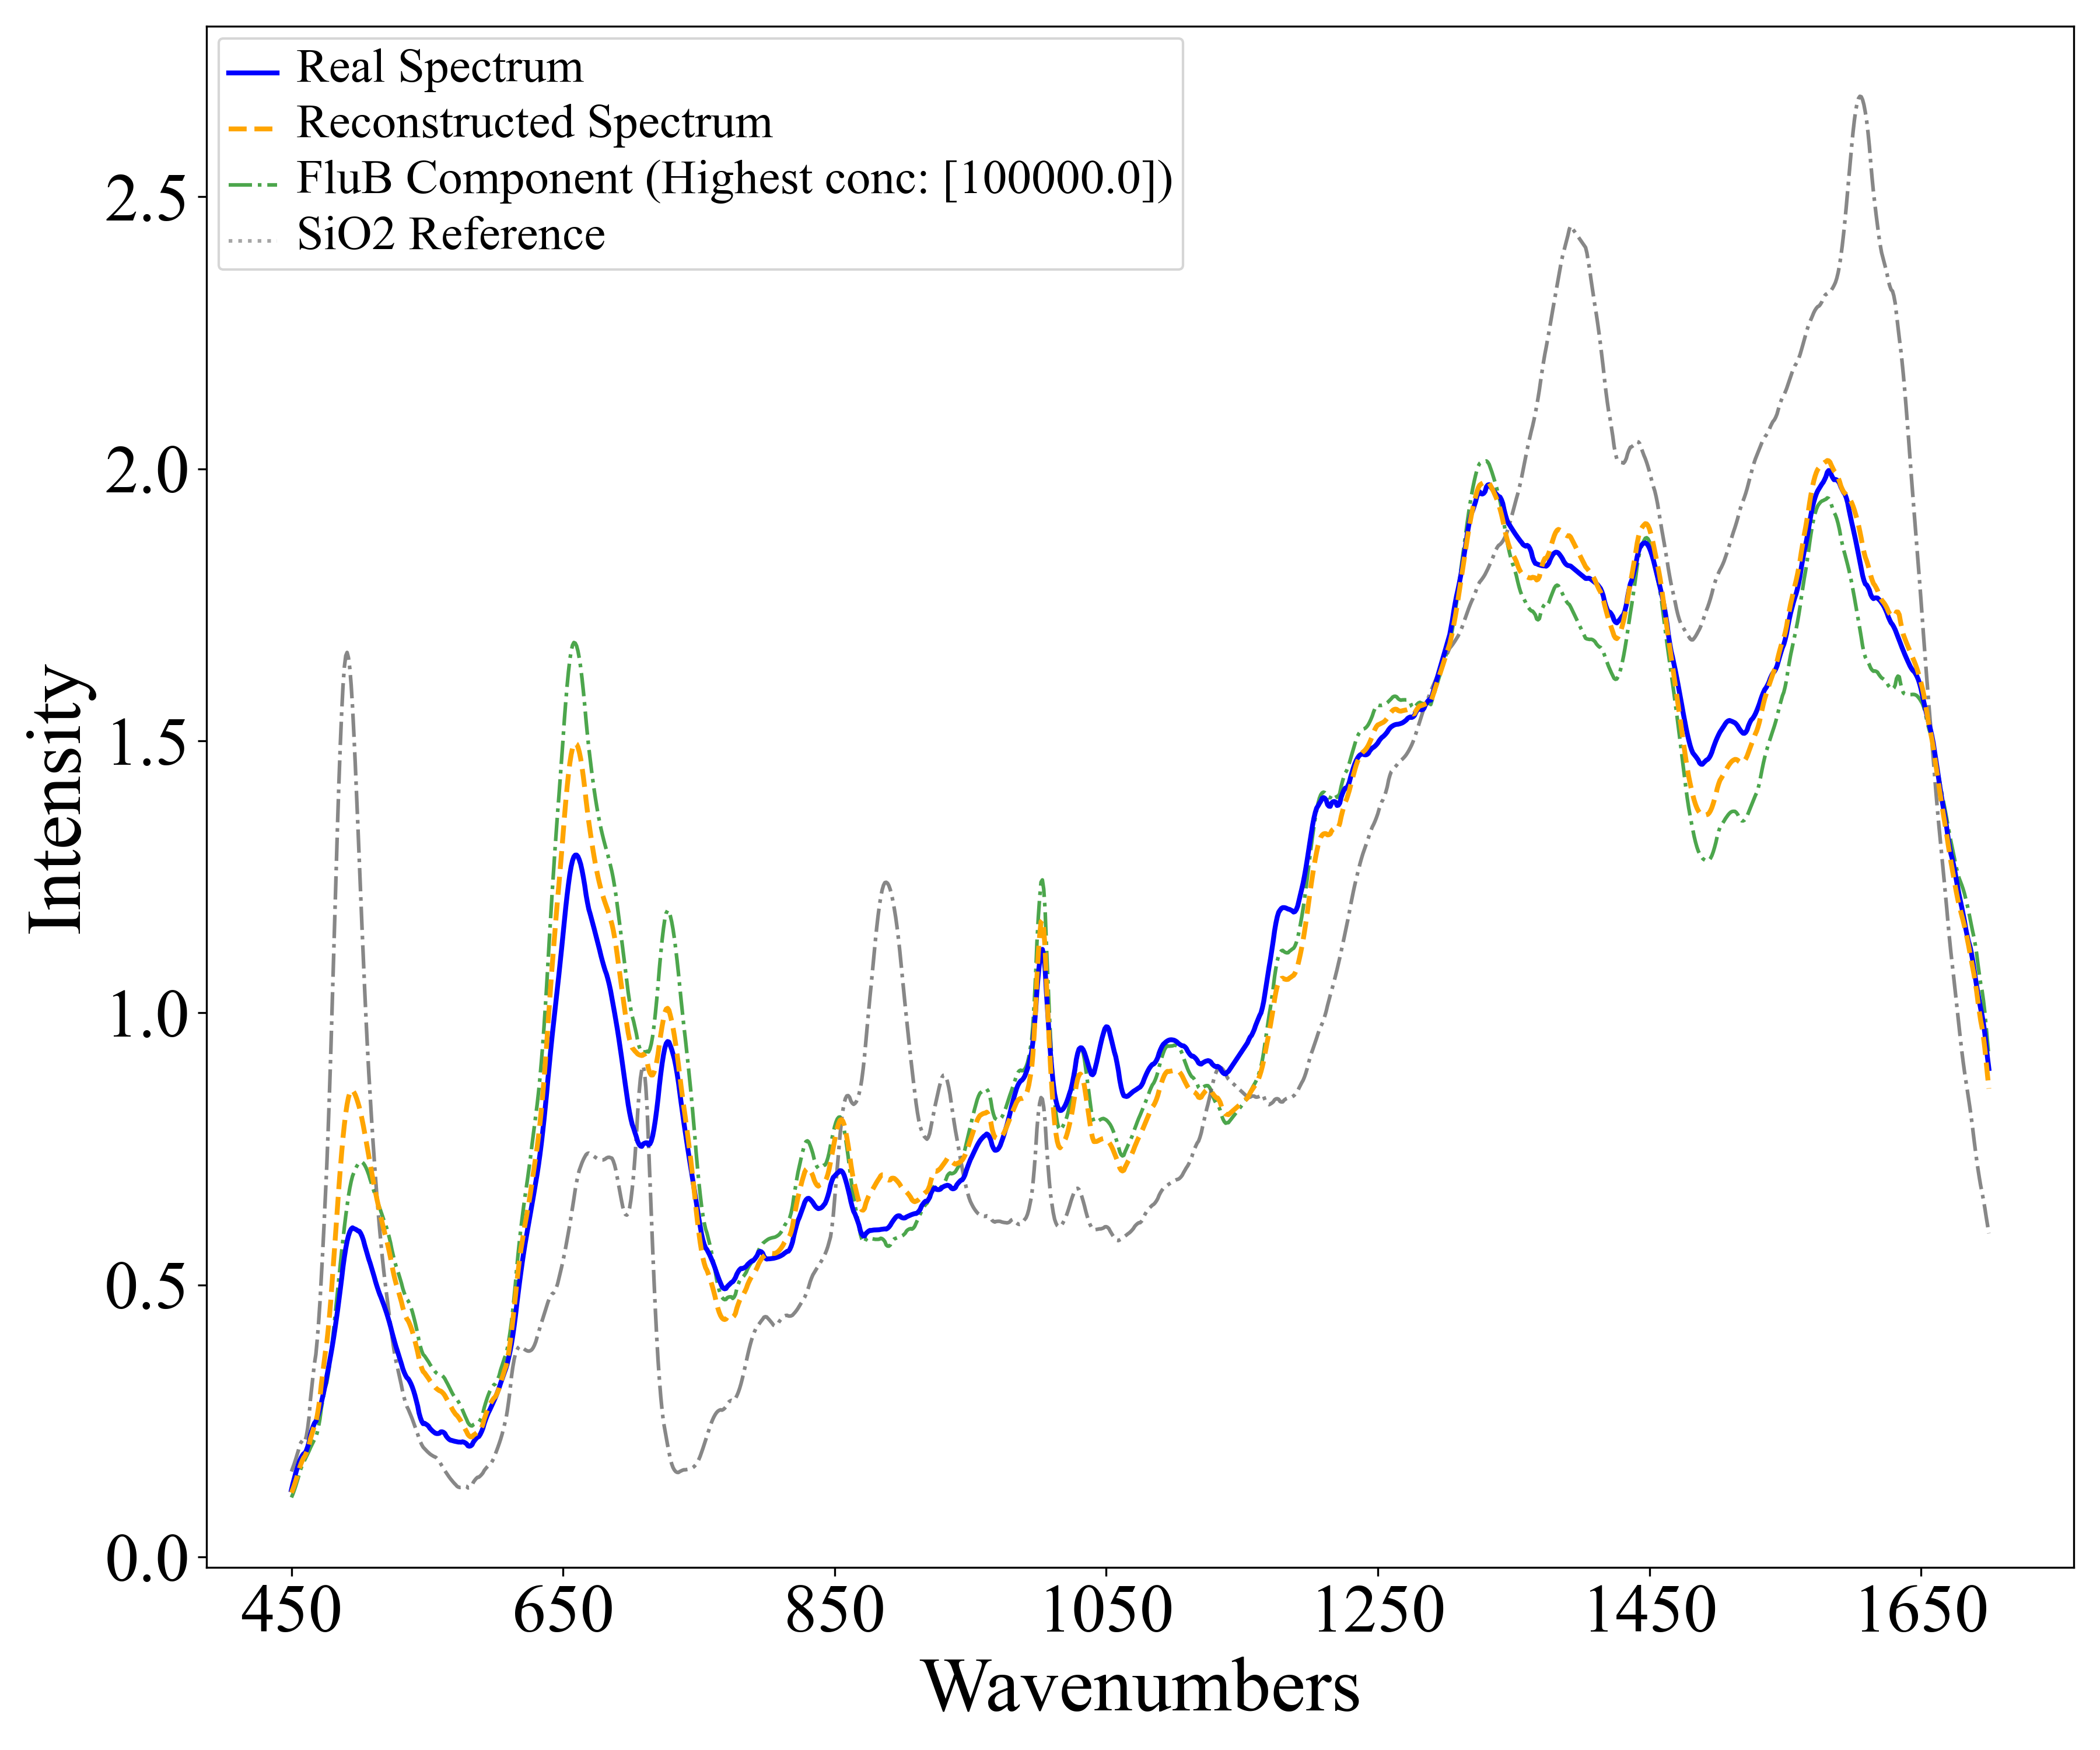 Real Spectrum
Reconstructed Spectrum
FluB Component (Highest conc: [100000.0])
SiO2 Reference
Intensity
2.5
2.0
1.5
1.0
0.5
0.0
450 650 850 1050 1250 1450 1650
Wavenumbers